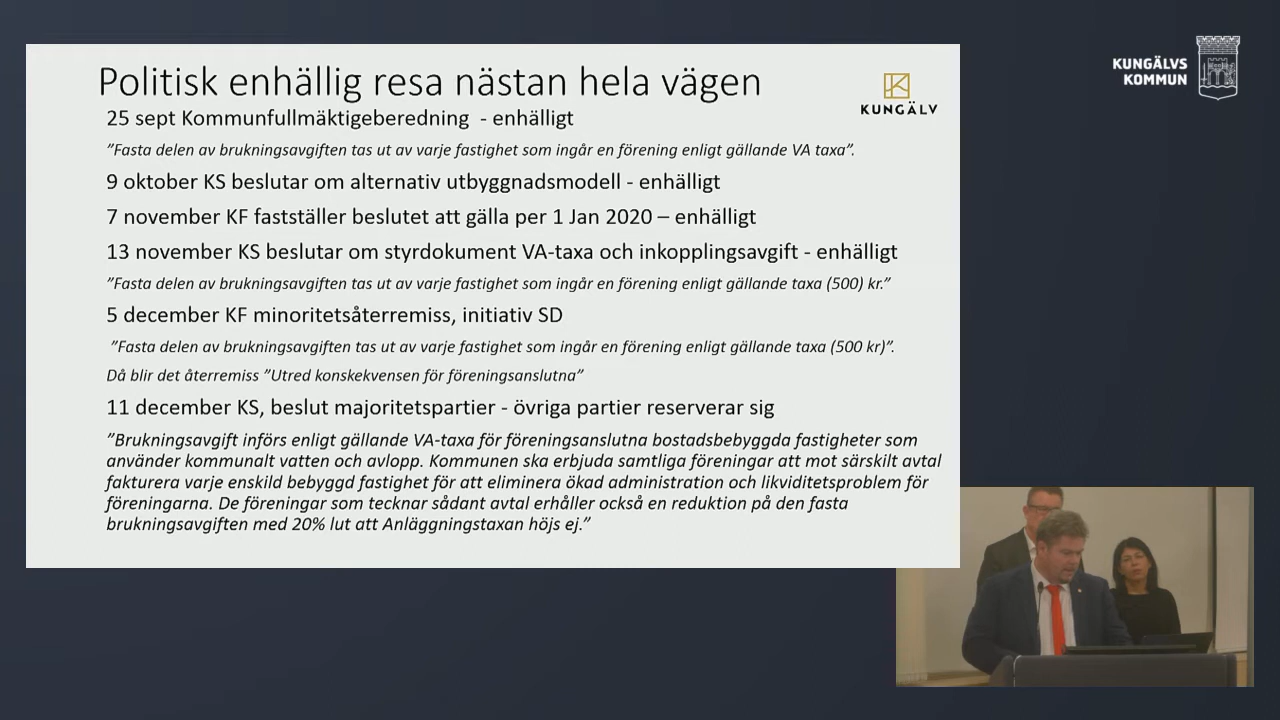 Politisk enhällig resa nästan hela vägen
KUNGÄLV
KUNGÄLVS
KOMMUN
25 sept Kommunfullmäktigeberedning - enhälligt
”Fasta delen av brukningsavgiften tas ut av varje fastighet som ingår en förening enligt gällande VA taxa”.
9 oktober KS beslutar om alternativ utbyggnadsmodell - enhälligt
7 november KF fastställer beslutet att gälla per 1 Jan 2020 – enhälligt
13 november KS beslutar om styrdokument VA-taxa och inkopplingsavgift - enhälligt
”Fasta delen av brukningsavgiften tas ut av varje fastighet som ingår en förening enligt gällande taxa (500) kr.”
5 december KF minoritetsåterremiss, initiativ SD
”Fasta delen av brukningsavgiften tas ut av varje fastighet som ingår en förening enligt gällande taxa (500 kr)”.
Då blir det återremiss ”Utred konskekvensen för föreningsanslutna”
11 december KS, beslut majoritetspartier - övriga partier reserverar sig
”Brukningsavgift införs enligt gällande VA-taxa för föreningsanslutna bostadsbebyggda fastigheter som
använder kommunalt vatten och avlopp. Kommunen ska erbjuda samtliga föreningar att mot särskilt avtal
fakturera varje enskild bebyggd fastighet för att eliminera ökad administration och likviditetsproblem för
föreningarna. De föreningar som tecknar sådant avtal erhåller också en reduktion på den fasta
brukningsavgiften med 20% lut att Anläggningstaxan höjs ej.”